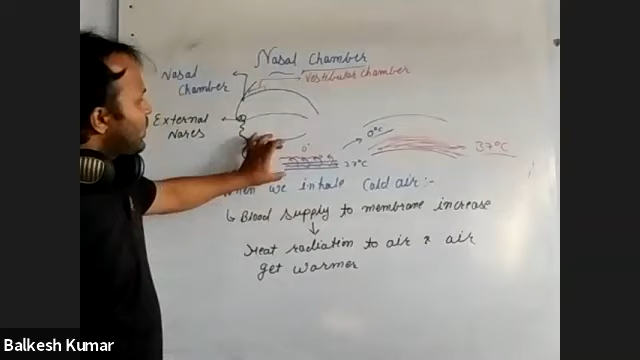 Nasal Chamber
Nasal
Chamber
Vestibular chamber
External
Nares
0°
37°C
0°C
37°C
When we inhale Cold air:-
↳ Blood supply to membrane increase
↓
Heat radiation to air & air
get warmer
Balkesh Kumar